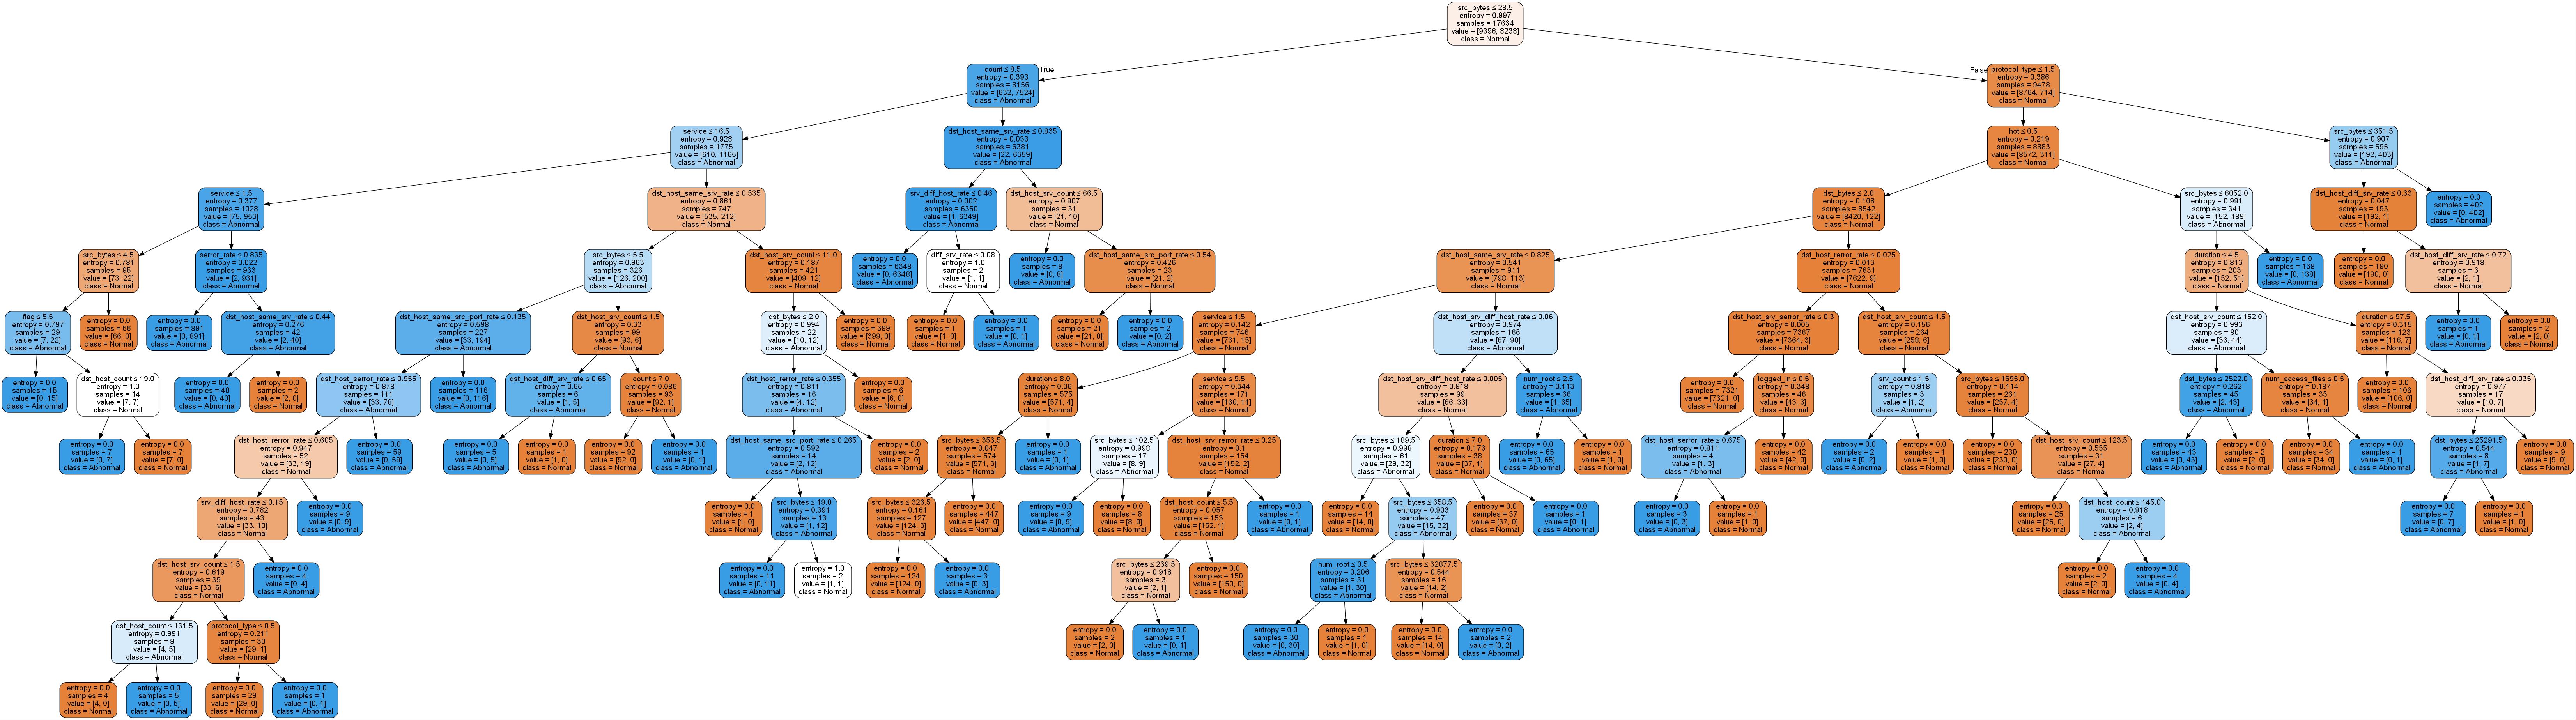 src_bytes ≤ 28.5
entropy = 0.997
samples = 17634
value = [9396, 8238]
class = Normal
True
False
count ≤ 8.5
entropy = 0.393
samples = 8156
value = [632, 7524]
class = Abnormal
protocol_type ≤ 1.5
entropy = 0.386
samples = 9478
value = [8764, 714]
class = Normal
service ≤ 16.5
entropy = 0.928
samples = 1775
value = [610, 1165]
class = Abnormal
dst_host_same_srv_rate ≤ 0.835
entropy = 0.033
samples = 6381
value = [22, 6359]
class = Abnormal
hot ≤ 0.5
entropy = 0.219
samples = 8883
value = [8572, 311]
class = Normal
src_bytes ≤ 351.5
entropy = 0.907
samples = 595
value = [192, 403]
class = Abnormal
service ≤ 1.5
entropy = 0.377
samples = 1028
value = [75, 953]
class = Abnormal
dst_host_same_srv_rate ≤ 0.535
entropy = 0.861
samples = 747
value = [535, 212]
class = Normal
srv_diff_host_rate ≤ 0.46
entropy = 0.002
samples = 6350
value = [1, 6349]
class = Abnormal
dst_host_srv_count ≤ 66.5
entropy = 0.907
samples = 31
value = [21, 10]
class = Normal
dst_bytes ≤ 2.0
entropy = 0.108
samples = 8542
value = [8420, 122]
class = Normal
src_bytes ≤ 6052.0
entropy = 0.991
samples = 341
value = [152, 189]
class = Abnormal
dst_host_diff_srv_rate ≤ 0.33
entropy = 0.047
samples = 193
value = [192, 1]
class = Normal
entropy = 0.0
samples = 402
value = [0, 402]
class = Abnormal
src_bytes ≤ 4.5
entropy = 0.781
samples = 95
value = [73, 22]
class = Normal
serror_rate ≤ 0.835
entropy = 0.022
samples = 933
value = [2, 931]
class = Abnormal
src_bytes ≤ 5.5
entropy = 0.963
samples = 326
value = [126, 200]
class = Abnormal
dst_host_srv_count ≤ 11.0
entropy = 0.187
samples = 421
value = [409, 12]
class = Normal
entropy = 0.0
samples = 6348
value = [0, 6348]
class = Abnormal
diff_srv_rate ≤ 0.08
entropy = 1.0
samples = 2
value = [1, 1]
class = Normal
entropy = 0.0
samples = 8
value = [0, 8]
class = Abnormal
dst_host_same_src_port_rate ≤ 0.54
entropy = 0.426
samples = 23
value = [21, 2]
class = Normal
dst_host_same_srv_rate ≤ 0.825
entropy = 0.541
samples = 911
value = [798, 113]
class = Normal
dst_host_rerror_rate ≤ 0.025
entropy = 0.013
samples = 7631
value = [7622, 9]
class = Normal
duration ≤ 4.5
entropy = 0.813
samples = 203
value = [152, 51]
class = Normal
entropy = 0.0
samples = 138
value = [0, 138]
class = Abnormal
entropy = 0.0
samples = 190
value = [190, 0]
class = Normal
dst_host_diff_srv_rate ≤ 0.72
entropy = 0.918
samples = 3
value = [2, 1]
class = Normal
flag ≤ 5.5
entropy = 0.797
samples = 29
value = [7, 22]
class = Abnormal
entropy = 0.0
samples = 66
value = [66, 0]
class = Normal
entropy = 0.0
samples = 891
value = [0, 891]
class = Abnormal
dst_host_same_srv_rate ≤ 0.44
entropy = 0.276
samples = 42
value = [2, 40]
class = Abnormal
dst_host_same_src_port_rate ≤ 0.135
entropy = 0.598
samples = 227
value = [33, 194]
class = Abnormal
dst_host_srv_count ≤ 1.5
entropy = 0.33
samples = 99
value = [93, 6]
class = Normal
dst_bytes ≤ 2.0
entropy = 0.994
samples = 22
value = [10, 12]
class = Abnormal
entropy = 0.0
samples = 399
value = [399, 0]
class = Normal
entropy = 0.0
samples = 1
value = [1, 0]
class = Normal
entropy = 0.0
samples = 1
value = [0, 1]
class = Abnormal
entropy = 0.0
samples = 21
value = [21, 0]
class = Normal
entropy = 0.0
samples = 2
value = [0, 2]
class = Abnormal
service ≤ 1.5
entropy = 0.142
samples = 746
value = [731, 15]
class = Normal
dst_host_srv_diff_host_rate ≤ 0.06
entropy = 0.974
samples = 165
value = [67, 98]
class = Abnormal
dst_host_srv_serror_rate ≤ 0.3
entropy = 0.005
samples = 7367
value = [7364, 3]
class = Normal
dst_host_srv_count ≤ 1.5
entropy = 0.156
samples = 264
value = [258, 6]
class = Normal
dst_host_srv_count ≤ 152.0
entropy = 0.993
samples = 80
value = [36, 44]
class = Abnormal
duration ≤ 97.5
entropy = 0.315
samples = 123
value = [116, 7]
class = Normal
entropy = 0.0
samples = 1
value = [0, 1]
class = Abnormal
entropy = 0.0
samples = 2
value = [2, 0]
class = Normal
entropy = 0.0
samples = 15
value = [0, 15]
class = Abnormal
dst_host_count ≤ 19.0
entropy = 1.0
samples = 14
value = [7, 7]
class = Normal
entropy = 0.0
samples = 40
value = [0, 40]
class = Abnormal
entropy = 0.0
samples = 2
value = [2, 0]
class = Normal
dst_host_serror_rate ≤ 0.955
entropy = 0.878
samples = 111
value = [33, 78]
class = Abnormal
entropy = 0.0
samples = 116
value = [0, 116]
class = Abnormal
dst_host_diff_srv_rate ≤ 0.65
entropy = 0.65
samples = 6
value = [1, 5]
class = Abnormal
count ≤ 7.0
entropy = 0.086
samples = 93
value = [92, 1]
class = Normal
dst_host_rerror_rate ≤ 0.355
entropy = 0.811
samples = 16
value = [4, 12]
class = Abnormal
entropy = 0.0
samples = 6
value = [6, 0]
class = Normal
duration ≤ 8.0
entropy = 0.06
samples = 575
value = [571, 4]
class = Normal
service ≤ 9.5
entropy = 0.344
samples = 171
value = [160, 11]
class = Normal
dst_host_srv_diff_host_rate ≤ 0.005
entropy = 0.918
samples = 99
value = [66, 33]
class = Normal
num_root ≤ 2.5
entropy = 0.113
samples = 66
value = [1, 65]
class = Abnormal
entropy = 0.0
samples = 7321
value = [7321, 0]
class = Normal
logged_in ≤ 0.5
entropy = 0.348
samples = 46
value = [43, 3]
class = Normal
srv_count ≤ 1.5
entropy = 0.918
samples = 3
value = [1, 2]
class = Abnormal
src_bytes ≤ 1695.0
entropy = 0.114
samples = 261
value = [257, 4]
class = Normal
dst_bytes ≤ 2522.0
entropy = 0.262
samples = 45
value = [2, 43]
class = Abnormal
num_access_files ≤ 0.5
entropy = 0.187
samples = 35
value = [34, 1]
class = Normal
entropy = 0.0
samples = 106
value = [106, 0]
class = Normal
dst_host_diff_srv_rate ≤ 0.035
entropy = 0.977
samples = 17
value = [10, 7]
class = Normal
entropy = 0.0
samples = 7
value = [0, 7]
class = Abnormal
entropy = 0.0
samples = 7
value = [7, 0]
class = Normal
dst_host_rerror_rate ≤ 0.605
entropy = 0.947
samples = 52
value = [33, 19]
class = Normal
entropy = 0.0
samples = 59
value = [0, 59]
class = Abnormal
entropy = 0.0
samples = 5
value = [0, 5]
class = Abnormal
entropy = 0.0
samples = 1
value = [1, 0]
class = Normal
entropy = 0.0
samples = 92
value = [92, 0]
class = Normal
entropy = 0.0
samples = 1
value = [0, 1]
class = Abnormal
dst_host_same_src_port_rate ≤ 0.265
entropy = 0.592
samples = 14
value = [2, 12]
class = Abnormal
entropy = 0.0
samples = 2
value = [2, 0]
class = Normal
src_bytes ≤ 353.5
entropy = 0.047
samples = 574
value = [571, 3]
class = Normal
entropy = 0.0
samples = 1
value = [0, 1]
class = Abnormal
src_bytes ≤ 102.5
entropy = 0.998
samples = 17
value = [8, 9]
class = Abnormal
dst_host_srv_rerror_rate ≤ 0.25
entropy = 0.1
samples = 154
value = [152, 2]
class = Normal
src_bytes ≤ 189.5
entropy = 0.998
samples = 61
value = [29, 32]
class = Abnormal
duration ≤ 7.0
entropy = 0.176
samples = 38
value = [37, 1]
class = Normal
entropy = 0.0
samples = 65
value = [0, 65]
class = Abnormal
entropy = 0.0
samples = 1
value = [1, 0]
class = Normal
dst_host_serror_rate ≤ 0.675
entropy = 0.811
samples = 4
value = [1, 3]
class = Abnormal
entropy = 0.0
samples = 42
value = [42, 0]
class = Normal
entropy = 0.0
samples = 2
value = [0, 2]
class = Abnormal
entropy = 0.0
samples = 1
value = [1, 0]
class = Normal
entropy = 0.0
samples = 230
value = [230, 0]
class = Normal
dst_host_srv_count ≤ 123.5
entropy = 0.555
samples = 31
value = [27, 4]
class = Normal
entropy = 0.0
samples = 43
value = [0, 43]
class = Abnormal
entropy = 0.0
samples = 2
value = [2, 0]
class = Normal
entropy = 0.0
samples = 34
value = [34, 0]
class = Normal
entropy = 0.0
samples = 1
value = [0, 1]
class = Abnormal
dst_bytes ≤ 25291.5
entropy = 0.544
samples = 8
value = [1, 7]
class = Abnormal
entropy = 0.0
samples = 9
value = [9, 0]
class = Normal
srv_diff_host_rate ≤ 0.15
entropy = 0.782
samples = 43
value = [33, 10]
class = Normal
entropy = 0.0
samples = 9
value = [0, 9]
class = Abnormal
entropy = 0.0
samples = 1
value = [1, 0]
class = Normal
src_bytes ≤ 19.0
entropy = 0.391
samples = 13
value = [1, 12]
class = Abnormal
src_bytes ≤ 326.5
entropy = 0.161
samples = 127
value = [124, 3]
class = Normal
entropy = 0.0
samples = 447
value = [447, 0]
class = Normal
entropy = 0.0
samples = 9
value = [0, 9]
class = Abnormal
entropy = 0.0
samples = 8
value = [8, 0]
class = Normal
dst_host_count ≤ 5.5
entropy = 0.057
samples = 153
value = [152, 1]
class = Normal
entropy = 0.0
samples = 1
value = [0, 1]
class = Abnormal
entropy = 0.0
samples = 14
value = [14, 0]
class = Normal
src_bytes ≤ 358.5
entropy = 0.903
samples = 47
value = [15, 32]
class = Abnormal
entropy = 0.0
samples = 37
value = [37, 0]
class = Normal
entropy = 0.0
samples = 1
value = [0, 1]
class = Abnormal
entropy = 0.0
samples = 3
value = [0, 3]
class = Abnormal
entropy = 0.0
samples = 1
value = [1, 0]
class = Normal
entropy = 0.0
samples = 25
value = [25, 0]
class = Normal
dst_host_count ≤ 145.0
entropy = 0.918
samples = 6
value = [2, 4]
class = Abnormal
entropy = 0.0
samples = 7
value = [0, 7]
class = Abnormal
entropy = 0.0
samples = 1
value = [1, 0]
class = Normal
dst_host_srv_count ≤ 1.5
entropy = 0.619
samples = 39
value = [33, 6]
class = Normal
entropy = 0.0
samples = 4
value = [0, 4]
class = Abnormal
entropy = 0.0
samples = 11
value = [0, 11]
class = Abnormal
entropy = 1.0
samples = 2
value = [1, 1]
class = Normal
entropy = 0.0
samples = 124
value = [124, 0]
class = Normal
entropy = 0.0
samples = 3
value = [0, 3]
class = Abnormal
src_bytes ≤ 239.5
entropy = 0.918
samples = 3
value = [2, 1]
class = Normal
entropy = 0.0
samples = 150
value = [150, 0]
class = Normal
num_root ≤ 0.5
entropy = 0.206
samples = 31
value = [1, 30]
class = Abnormal
src_bytes ≤ 32877.5
entropy = 0.544
samples = 16
value = [14, 2]
class = Normal
entropy = 0.0
samples = 2
value = [2, 0]
class = Normal
entropy = 0.0
samples = 4
value = [0, 4]
class = Abnormal
dst_host_count ≤ 131.5
entropy = 0.991
samples = 9
value = [4, 5]
class = Abnormal
protocol_type ≤ 0.5
entropy = 0.211
samples = 30
value = [29, 1]
class = Normal
entropy = 0.0
samples = 2
value = [2, 0]
class = Normal
entropy = 0.0
samples = 1
value = [0, 1]
class = Abnormal
entropy = 0.0
samples = 30
value = [0, 30]
class = Abnormal
entropy = 0.0
samples = 1
value = [1, 0]
class = Normal
entropy = 0.0
samples = 14
value = [14, 0]
class = Normal
entropy = 0.0
samples = 2
value = [0, 2]
class = Abnormal
entropy = 0.0
samples = 4
value = [4, 0]
class = Normal
entropy = 0.0
samples = 5
value = [0, 5]
class = Abnormal
entropy = 0.0
samples = 29
value = [29, 0]
class = Normal
entropy = 0.0
samples = 1
value = [0, 1]
class = Abnormal